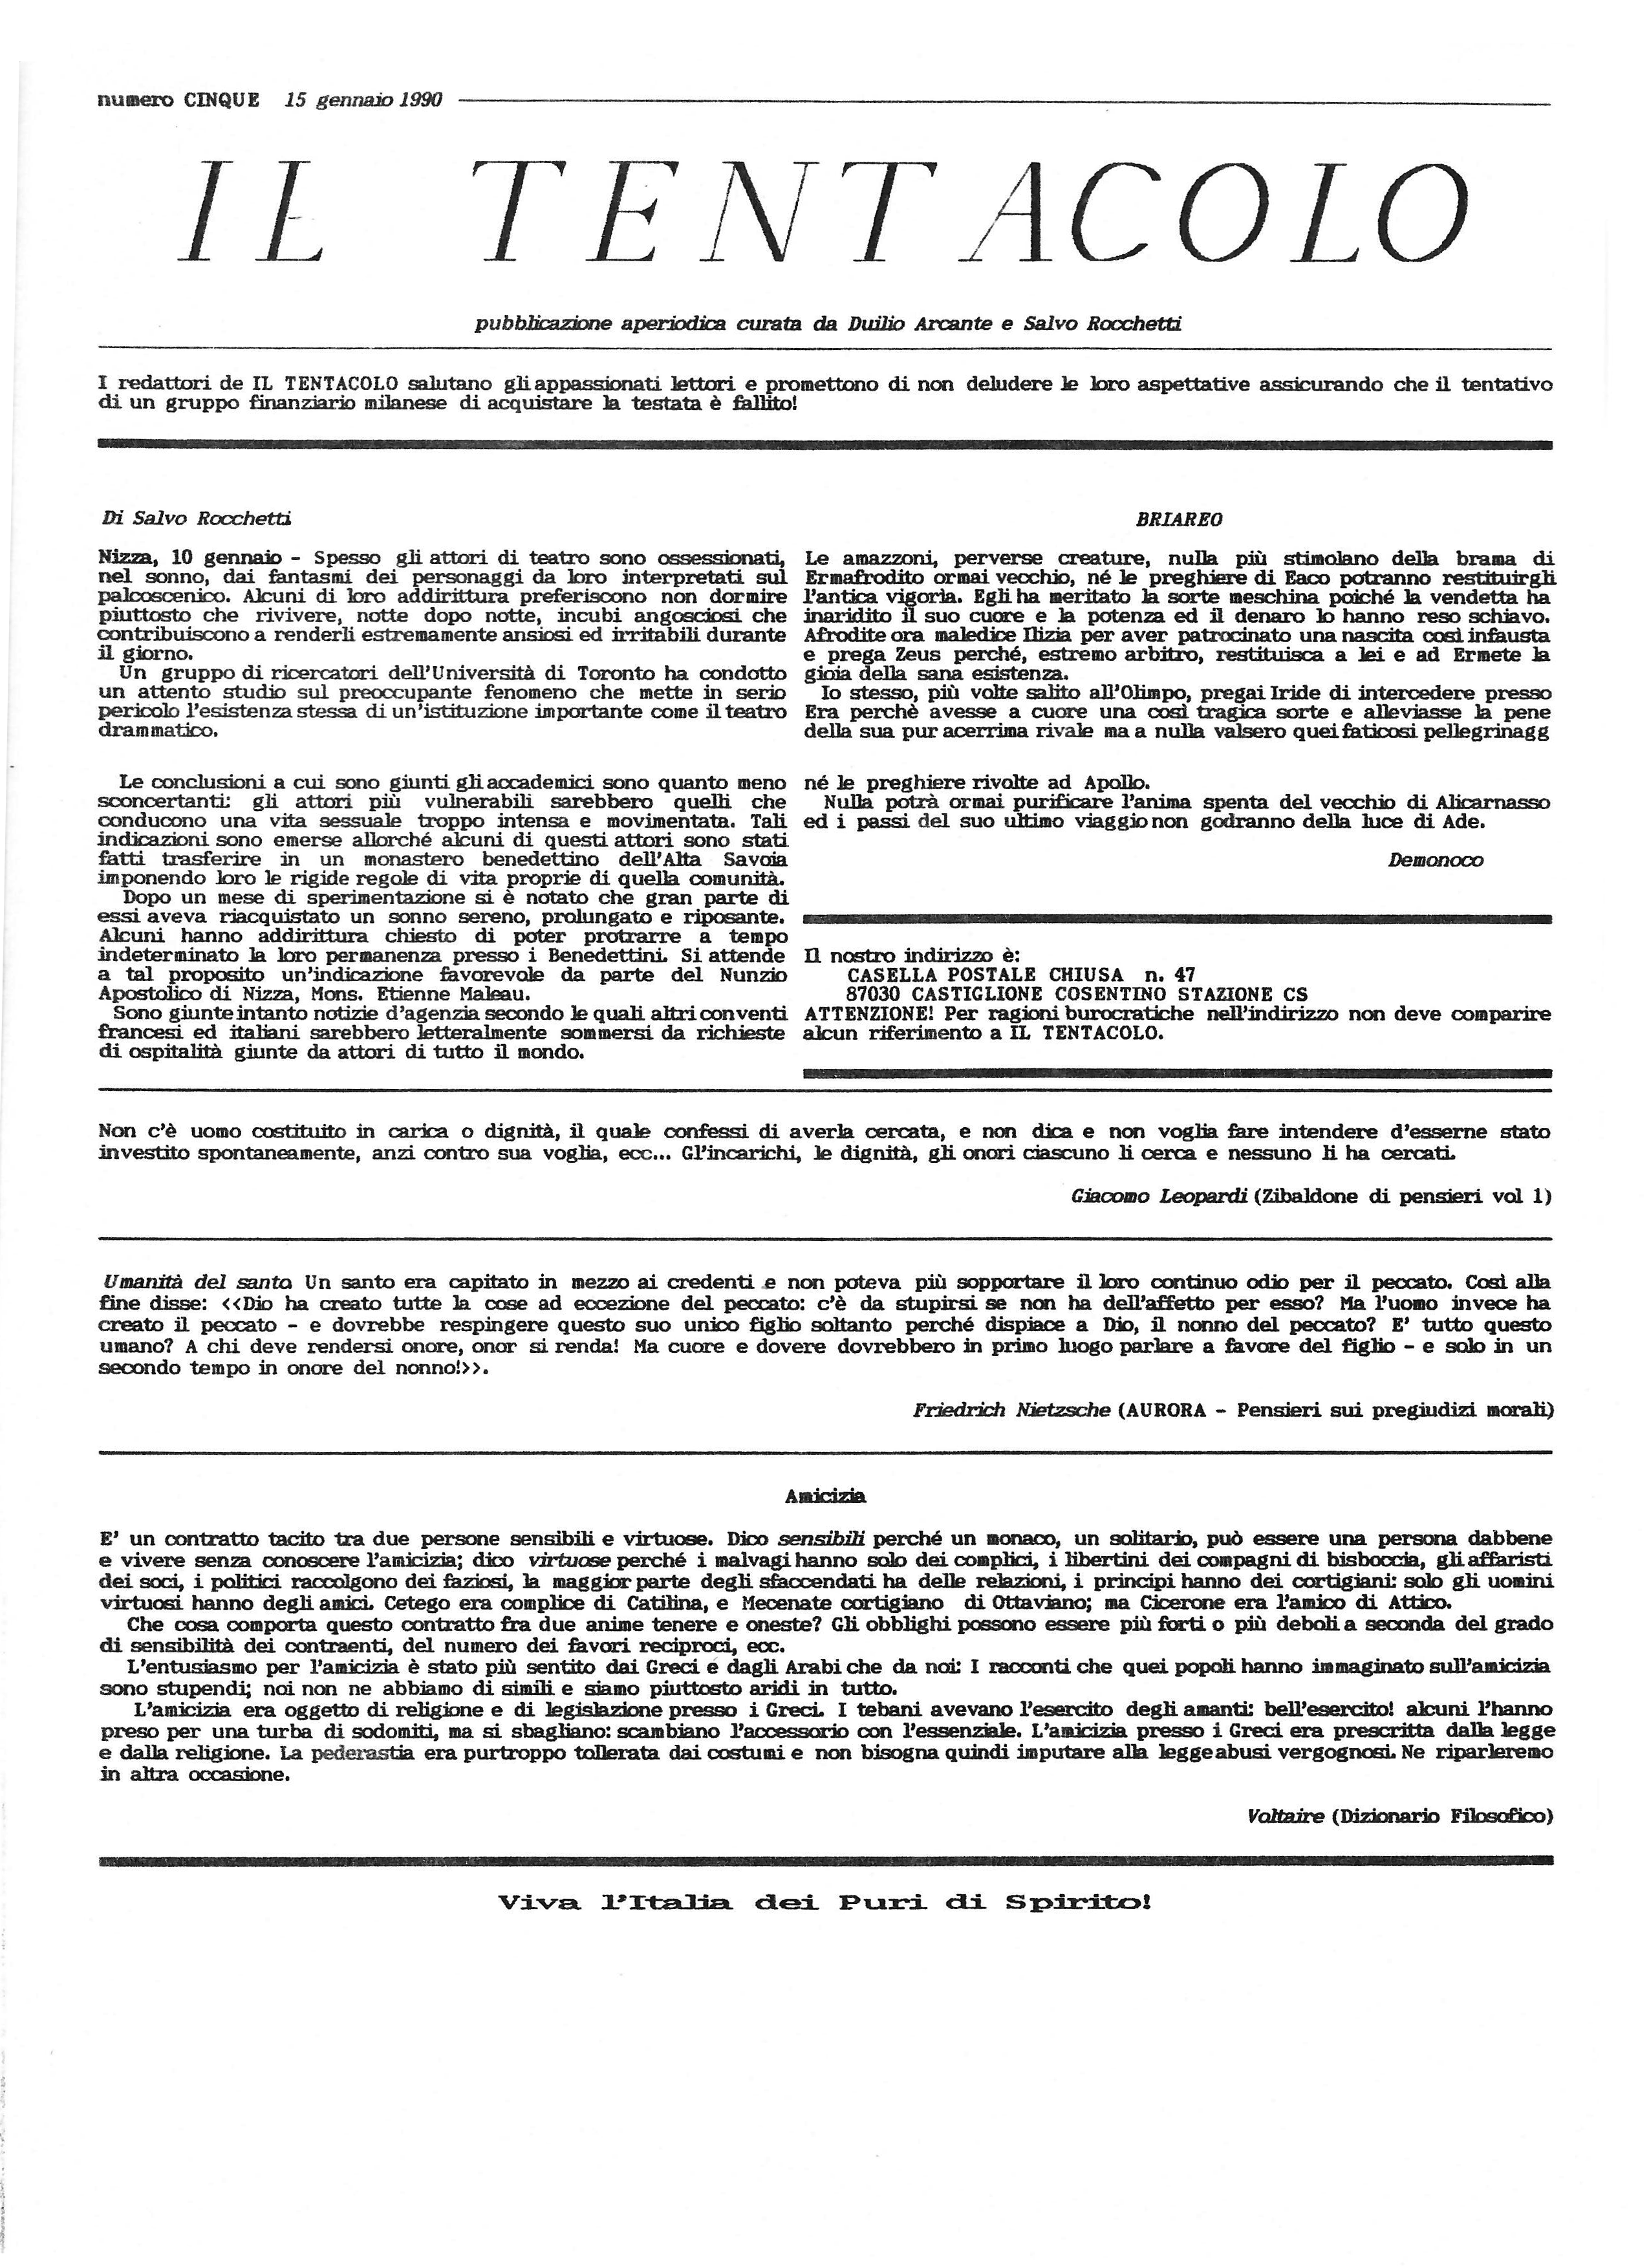 numero CINQUE 15 gennaio 1990
IL TENTACOLO
pubblicazione aperiodica curata da Duilio Arcante e Salvo Rocchetti
I redattori de IL TENTACOLO salutano gli appassionati lettori e promettono di non deludere le loro aspettative assicurando che il tentativo
di un gruppo finanziario milanese di acquistare la testata è fallito!
Di Salvo Rocchetti
Nizza, 10 gennaio - Spesso gli attori di teatro sono ossessionati,
nel sonno, dai fantasmi dei personaggi da loro interpretati sul
palcoscenico. Alcuni di loro addirittura preferiscono non dormire
piuttosto che rivivere, notte dopo notte, incubi angosciosi che
contribuiscono a renderli estremamente ansiosi ed irritabili durante
il giorno.
Un gruppo di ricercatori dell'Università di Toronto ha condotto
un attento studio sul preoccupante fenomeno che mette in serio
pericolo l'esistenza stessa di un'istituzione importante come il teatro
drammatico.
Le conclusioni a cui sono giunti gli accademici sono quanto meno
sconcertanti: gli attori più vulnerabili sarebbero quelli che
conducono una vita sessuale troppo intensa e movimentata. Tali
indicazioni sono emerse allorché alcuni di questi attori sono stati
fatti trasferire in un monastero benedettino dell'Alta Savoia
imponendo loro le rigide regole di vita proprie di quella comunità.
Dopo un mese di sperimentazione si è notato che gran parte di
essi aveva riacquistato un sonno sereno, prolungato e riposante.
Alcuni hanno addirittura chiesto di poter protrarre a tempo
indeterminato la loro permanenza presso i Benedettini. Si attende
a tal proposito un'indicazione favorevole da parte del Nunzio
Apostolico di Nizza, Mons. Etienne Maleau.
Sono giunte intanto notizie d'agenzia secondo le quali altri conventi
francesi ed italiani sarebbero letteralmente sommersi da richieste
di ospitalità giunte da attori di tutto il mondo.
BRIAREO
Le amazzoni, perverse creature, nulla più stimolano della brama di
Ermafrodito ormai vecchio, né le preghiere di Eaco potranno restituirgli
l'antica vigoria. Egli ha meritato la sorte meschina poiché la vendetta ha
inaridito il suo cuore e la potenza ed il denaro lo hanno reso schiavo.
Afrodite ora maledice Ilizia per aver patrocinato una nascita così infausta
e prega Zeus perché, estremo arbitro, restituisca a lei e ad Ermete la
gioia della sana esistenza.
Io stesso, più volte salito all'Olimpo, pregai Iride di intercedere presso
Era perchè avesse a cuore una così tragica sorte e alleviasse la pene
della sua pur acerrima rivale ma a nulla valsero quei faticosi pellegrinagg
né le preghiere rivolte ad Apollo.
Nulla potrà ormai purificare l'anima spenta del vecchio di Alicarnasso
ed i passi del suo ultimo viaggio non godranno della luce di Ade.
Demonoco
Il nostro indirizzo è:
CASELLA POSTALE CHIUSA n. 47
87030 CASTIGLIONE COSENTINO STAZIONE CS
ATTENZIONE! Per ragioni burocratiche nell'indirizzo non deve comparire
alcun riferimento a IL TENTACOLO.
Non c'è uomo costituito in carica o dignità, il quale confessi di averla cercata, e non dica e non voglia fare intendere d'esserne stato
investito spontaneamente, anzi contro sua voglia, ecc... Gl'incarichi, le dignità, gli onori ciascuno li cerca e nessuno li ha cercati.
Giacomo Leopardi (Zibaldone di pensieri vol 1)
Umanità del santo Un santo era capitato in mezzo ai credenti e non poteva più sopportare il loro continuo odio per il peccato. Così alla
fine disse: <<Dio ha creato tutte la cose ad eccezione del peccato: c'è da stupirsi se non ha dell'affetto per esso? Ma l'uomo invece ha
creato il peccato - e dovrebbe respingere questo suo unico figlio soltanto perché dispiace a Dio, il nonno del peccato? E' tutto questo
umano? A chi deve rendersi onore, onor si renda! Ma cuore e dovere dovrebbero in primo luogo parlare a favore del figlio - e solo in un
secondo tempo in onore del nonno!>>.
Friedrich Nietzsche (AURORA - Pensieri sui pregiudizi morali)
Amicizia
E' un contratto tacito tra due persone sensibili e virtuose. Dico sensibili perché un monaco, un solitario, può essere una persona dabbene
e vivere senza conoscere l'amicizia; dico virtuose perché i malvagi hanno solo dei complici, i libertini dei compagni di bisboccia, gli affaristi
dei soci, i politici raccolgono dei faziosi, la maggior parte degli sfaccendati ha delle relazioni, i principi hanno dei cortigiani: solo gli uomini
virtuosi hanno degli amici. Cetego era complice di Catilina, e Mecenate cortigiano di Ottaviano; ma Cicerone era l'amico di Attico.
Che cosa comporta questo contratto fra due anime tenere e oneste? Gli obblighi possono essere più forti o più deboli a seconda del grado
di sensibilità dei contraenti, del numero dei favori reciproci, ecc.
L'entusiasmo per l'amicizia è stato più sentito dai Greci e dagli Arabi che da noi: I racconti che quei popoli hanno immaginato sull'amicizia
sono stupendi; noi non ne abbiamo di simili e siamo piuttosto aridi in tutto.
L'amicizia era oggetto di religione e di legislazione presso i Greci. I tebani avevano l'esercito degli amanti: bell'esercito! alcuni l'hanno
preso per una turba di sodomiti, ma si sbagliano: scambiano l'accessorio con l'essenziale. L'amicizia presso i Greci era prescritta dalla legge
e dalla religione. La pederastia era purtroppo tollerata dai costumi e non bisogna quindi imputare alla legge abusi vergognosi. Ne riparleremo
in altra occasione.
Voltaire (Dizionario Filosofico)
Viva l'Italia dei Puri di Spirito!